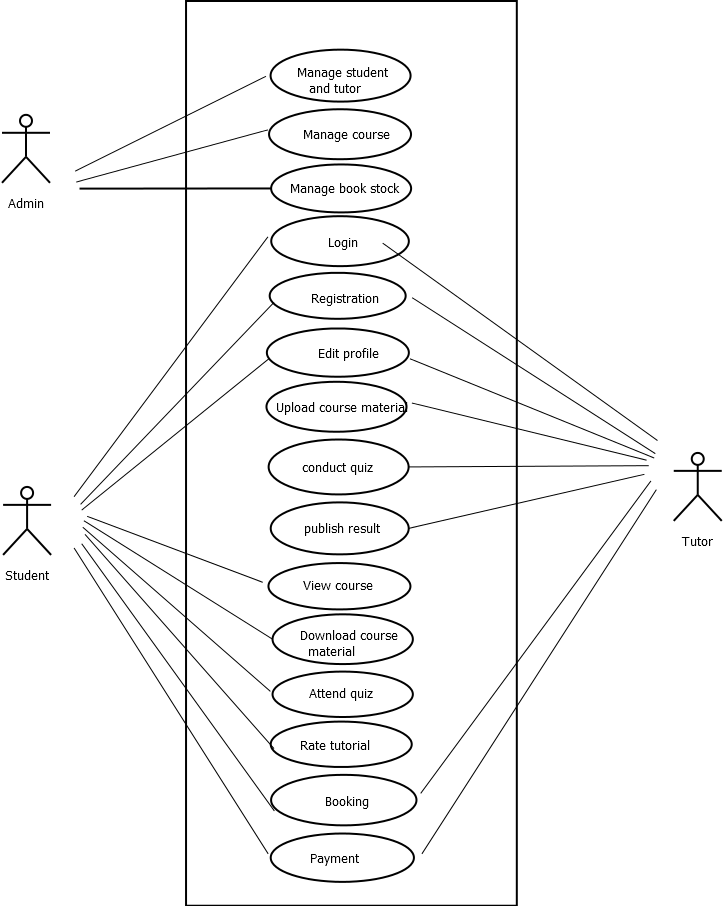 Manage student
and tutor
Manage course
Manage book stock
Admin
Login
Registration
Edit profile
Upload course material
conduct quiz
publish result
Tutor
Student
View course
Download course
material
Attend quiz
Rate tutorial
Booking
Payment